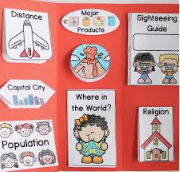 Distance
Major
Products
Sightseeing
Guide
Capital City
Where in
the World?
Religion
Population